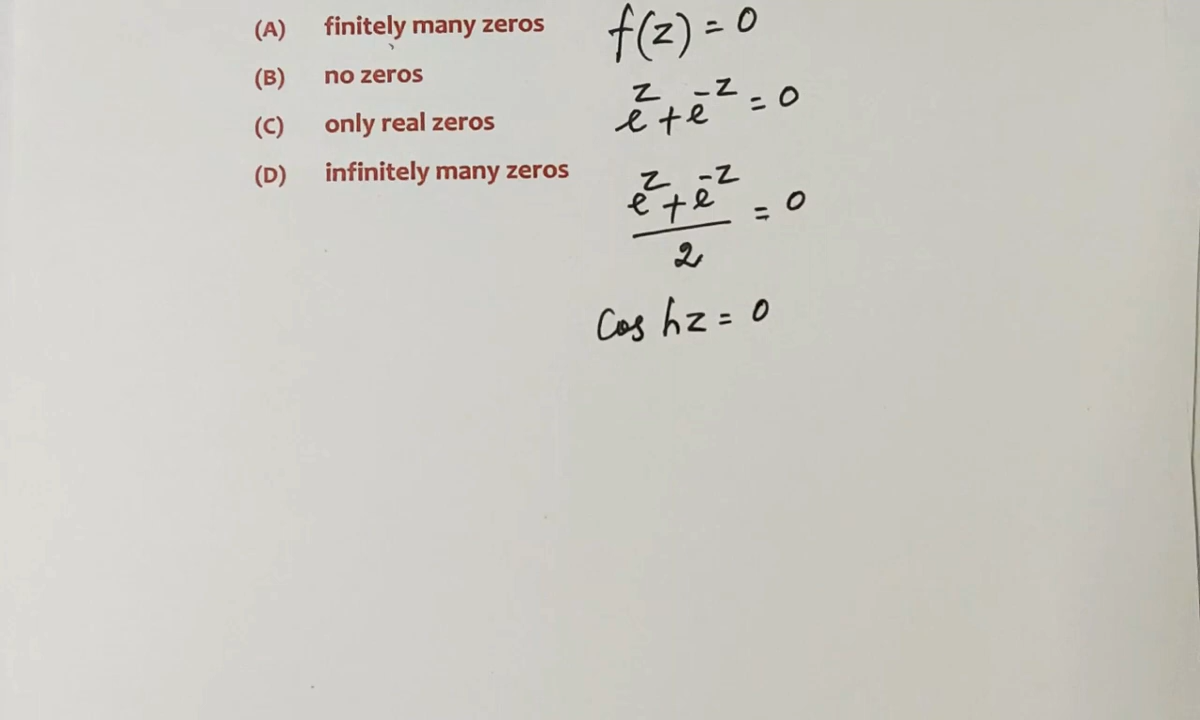 (A) finitely many zeros
(B) no zeros
(C) only real zeros
(D) infinitely many zeros
f(z) = 0
e^z + e^-z = 0
e^z + e^-z / 2 = 0
Cos hz = 0